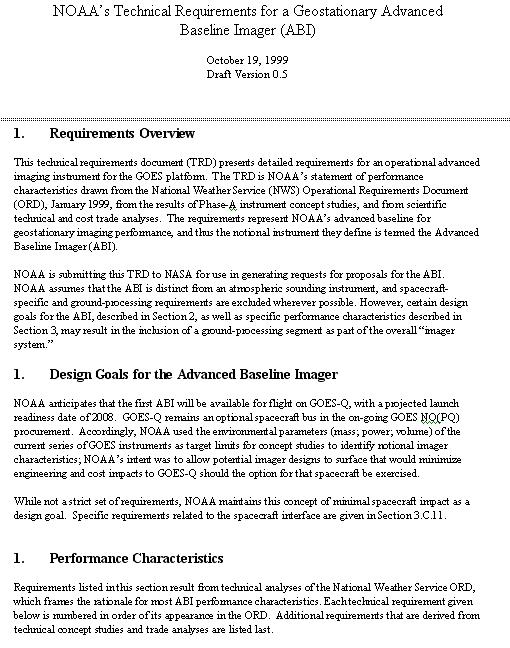 NOAA's Technical Requirements for a Geostationary Advanced
Baseline Imager (ABI)
October 19, 1999
Draft Version 0.5
1. Requirements Overview
This technical requirements document (TRD) presents detailed requirements for an operational advanced
imaging instrument for the GOES platform. The TRD is NOAA's statement of performance
characteristics drawn from the National Weather Service (NWS) Operational Requirements Document
(ORD), January 1999, from the results of Phase-A instrument concept studies, and from scientific
technical and cost trade analyses. The requirements represent NOAA's advanced baseline for
geostationary imaging performance, and thus the notional instrument they define is termed the Advanced
Baseline Imager (ABI).
NOAA is submitting this TRD to NASA for use in generating requests for proposals for the ABI.
NOAA assumes that the ABI is distinct from an atmospheric sounding instrument, and spacecraft-
specific and ground-processing requirements are excluded wherever possible. However, certain design
goals for the ABI, described in Section 2, as well as specific performance characteristics described in
Section 3, may result in the inclusion of a ground-processing segment as part of the overall "imager
system."
1. Design Goals for the Advanced Baseline Imager
NOAA anticipates that the first ABI will be available for flight on GOES-Q, with a projected launch
readiness date of 2008. GOES-Q remains an optional spacecraft bus in the on-going GOES NO(PQ)
procurement. Accordingly, NOAA used the environmental parameters (mass; power; volume) of the
current series of GOES instruments as target limits for concept studies to identify notional imager
characteristics; NOAA's intent was to allow potential imager designs to surface that would minimize
engineering and cost impacts to GOES-Q should the option for that spacecraft be exercised.
While not a strict set of requirements, NOAA maintains this concept of minimal spacecraft impact as a
design goal. Specific requirements related to the spacecraft interface are given in Section 3.C.11.
1. Performance Characteristics
Requirements listed in this section result from technical analyses of the National Weather Service ORD,
which frames the rationale for most ABI performance characteristics. Each technical requirement given
below is numbered in order of its appearance in the ORD. Additional requirements that are derived from
technical concept studies and trade analyses are listed last.